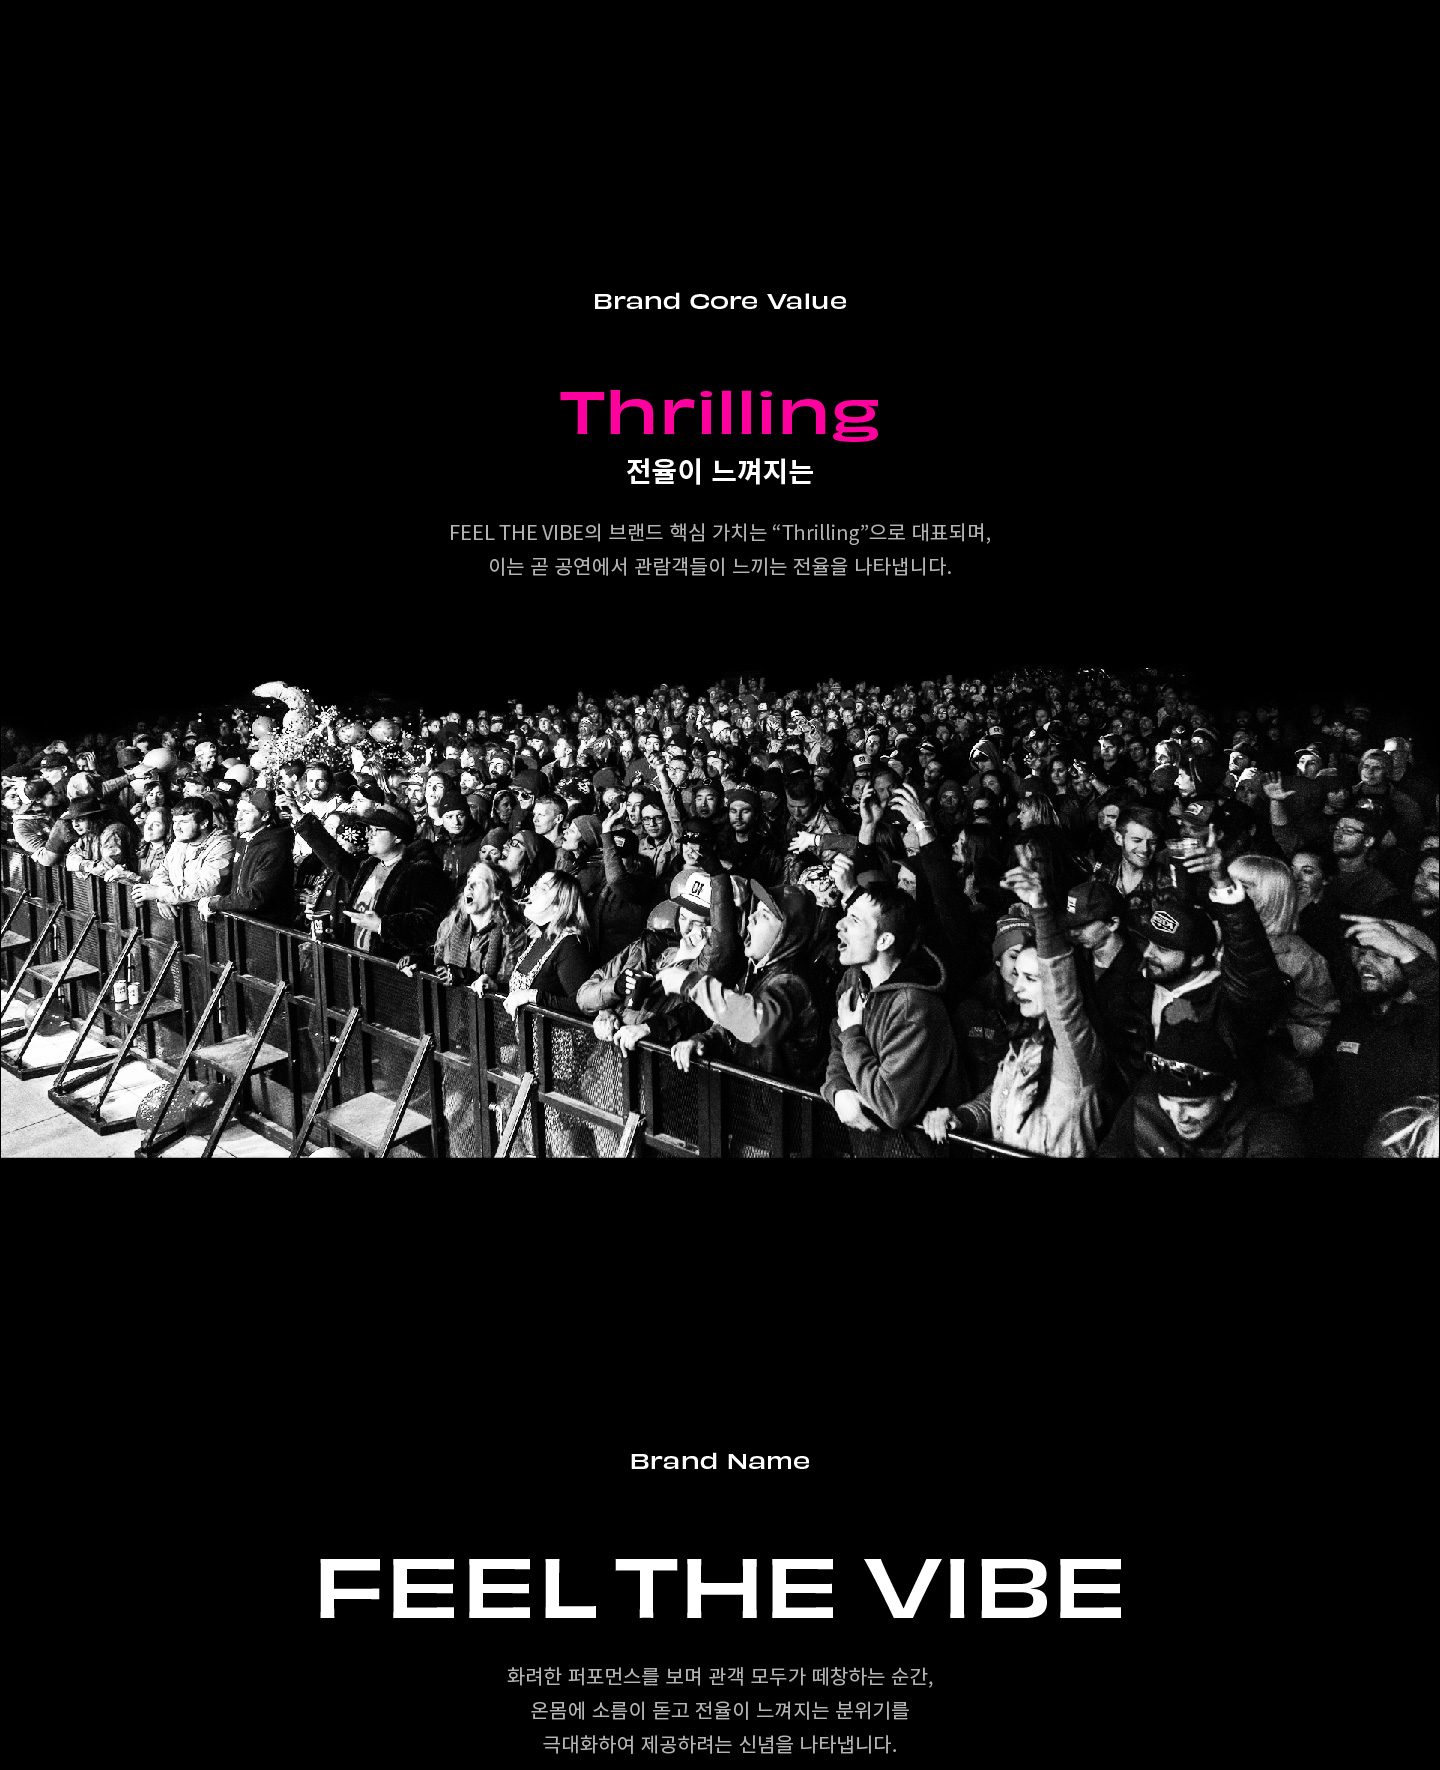 Brand Core Value
Thrilling
전율이 느껴지는
FEEL THE VIBE의 브랜드 핵심 가치는 “Thrilling”으로 대표되며,
이는 곧 공연에서 관람객들이 느끼는 전율을 나타냅니다.
Brand Name
FEEL THE VIBE
화려한 퍼포먼스를 보며 관객 모두가 떼창하는 순간,
온몸에 소름이 돋고 전율이 느껴지는 분위기를
극대화하여 제공하려는 신념을 나타냅니다.